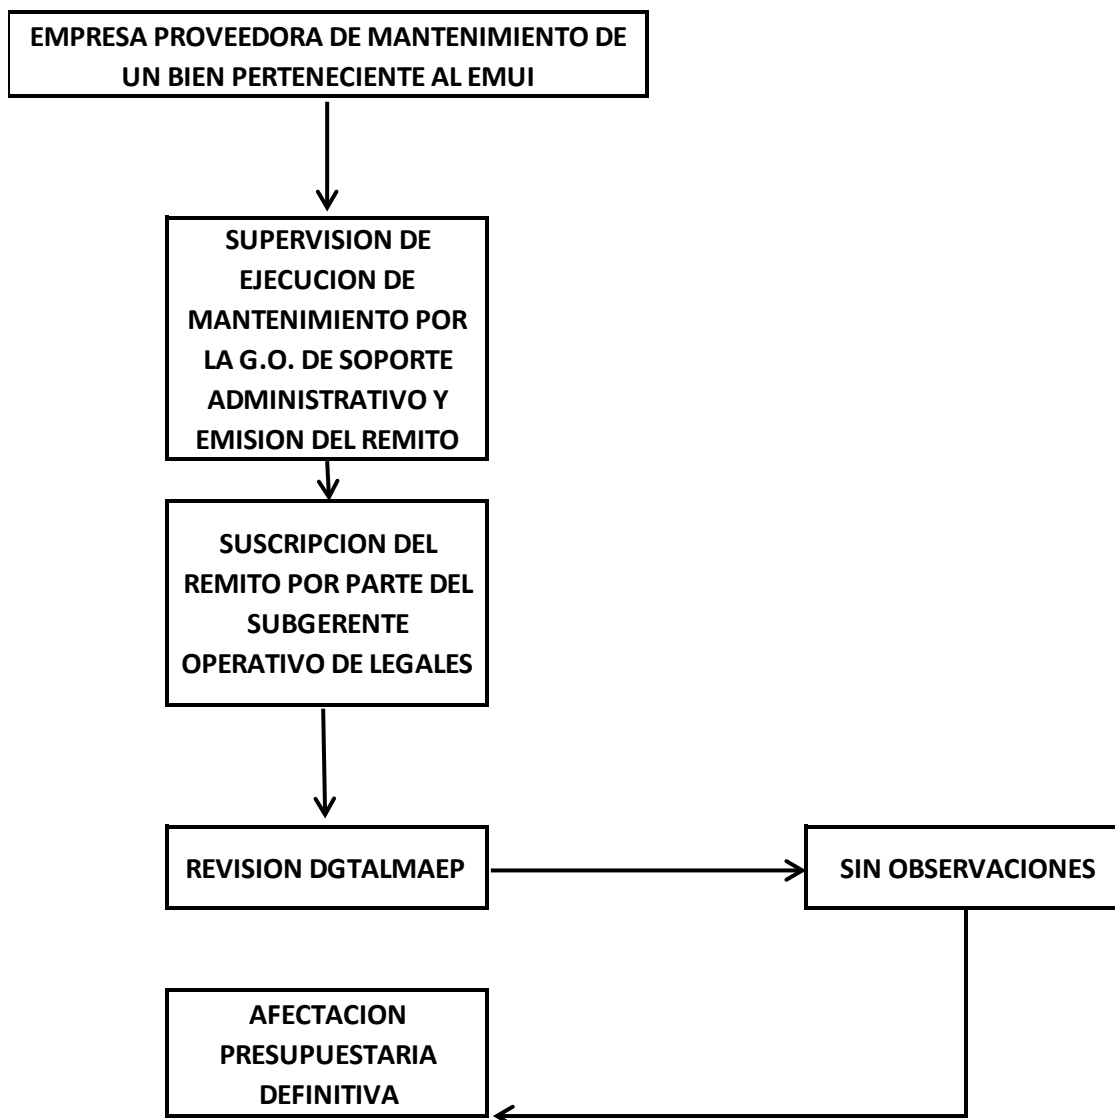 EMPRESA PROVEEDORA DE MANTENIMIENTO DE
UN BIEN PERTENECIENTE AL EMUI
SUPERVISION DE
EJECUCION DE
MANTENIMIENTO POR
LA G.O. DE SOPORTE
ADMINISTRATIVO Y
EMISION DEL REMITO
SUSCRIPCION DEL
REMITO POR PARTE DEL
SUBGERENTE
OPERATIVO DE LEGALES
REVISION DGTALMAEP
SIN OBSERVACIONES
AFECTACION
PRESUPUESTARIA
DEFINITIVA